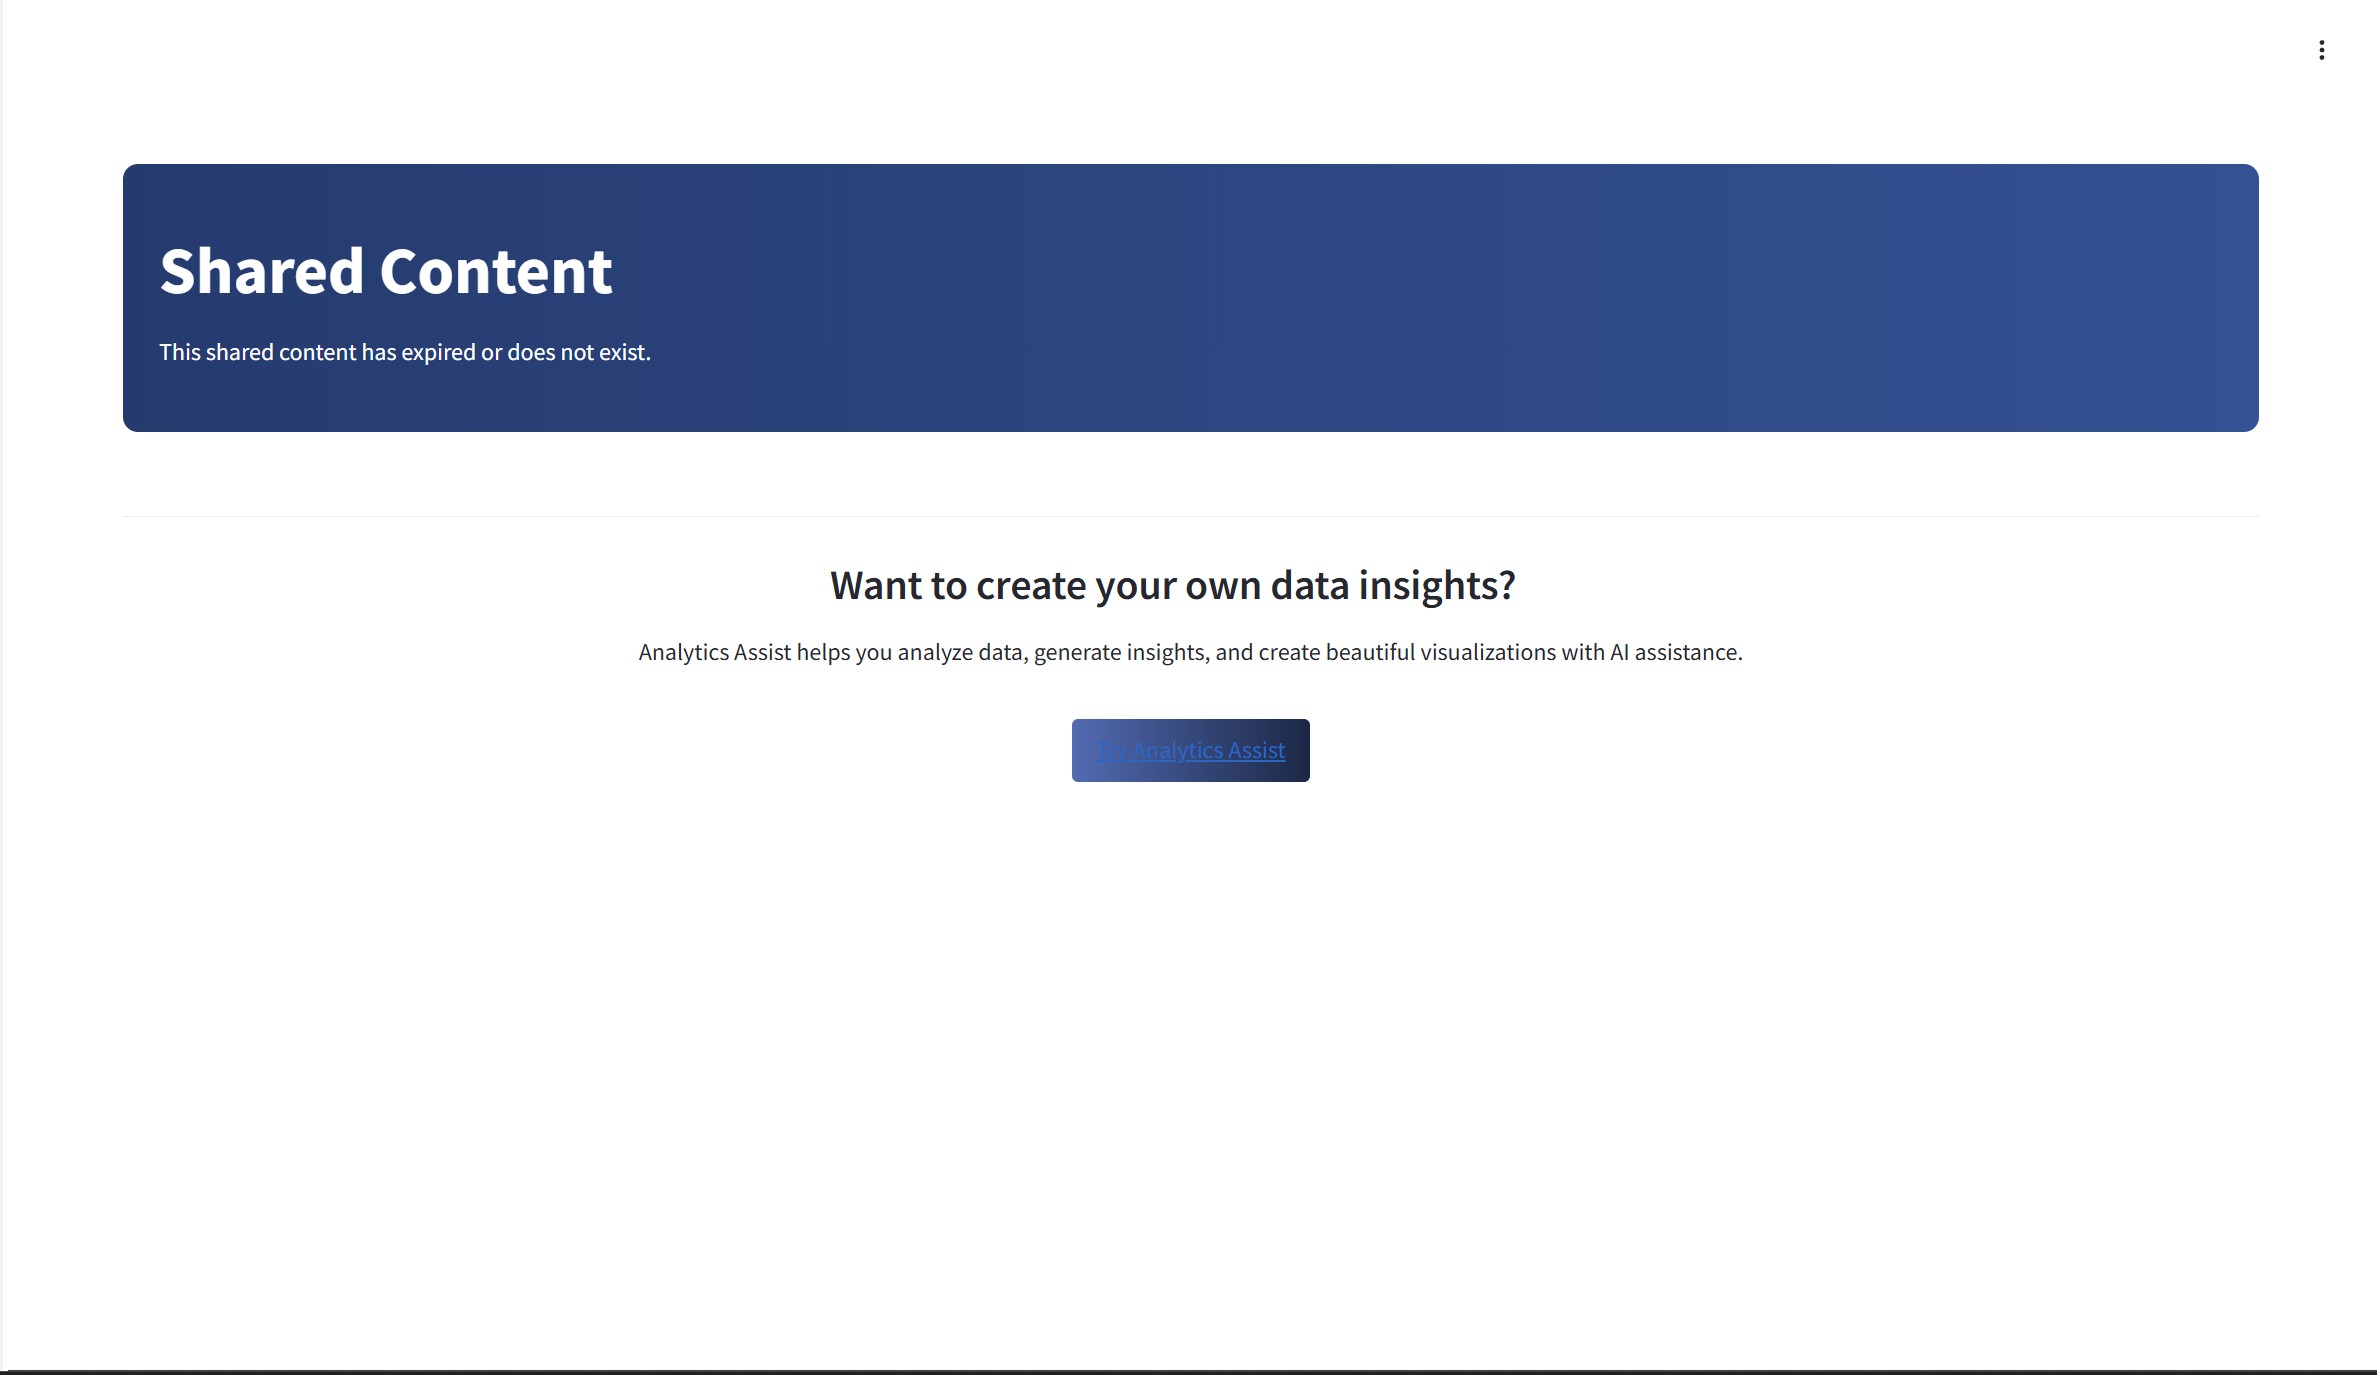 Shared Content
This shared content has expired or does not exist.
Want to create your own data insights?
Analytics Assist helps you analyze data, generate insights, and create beautiful visualizations with AI assistance.
Try Analytics Assist